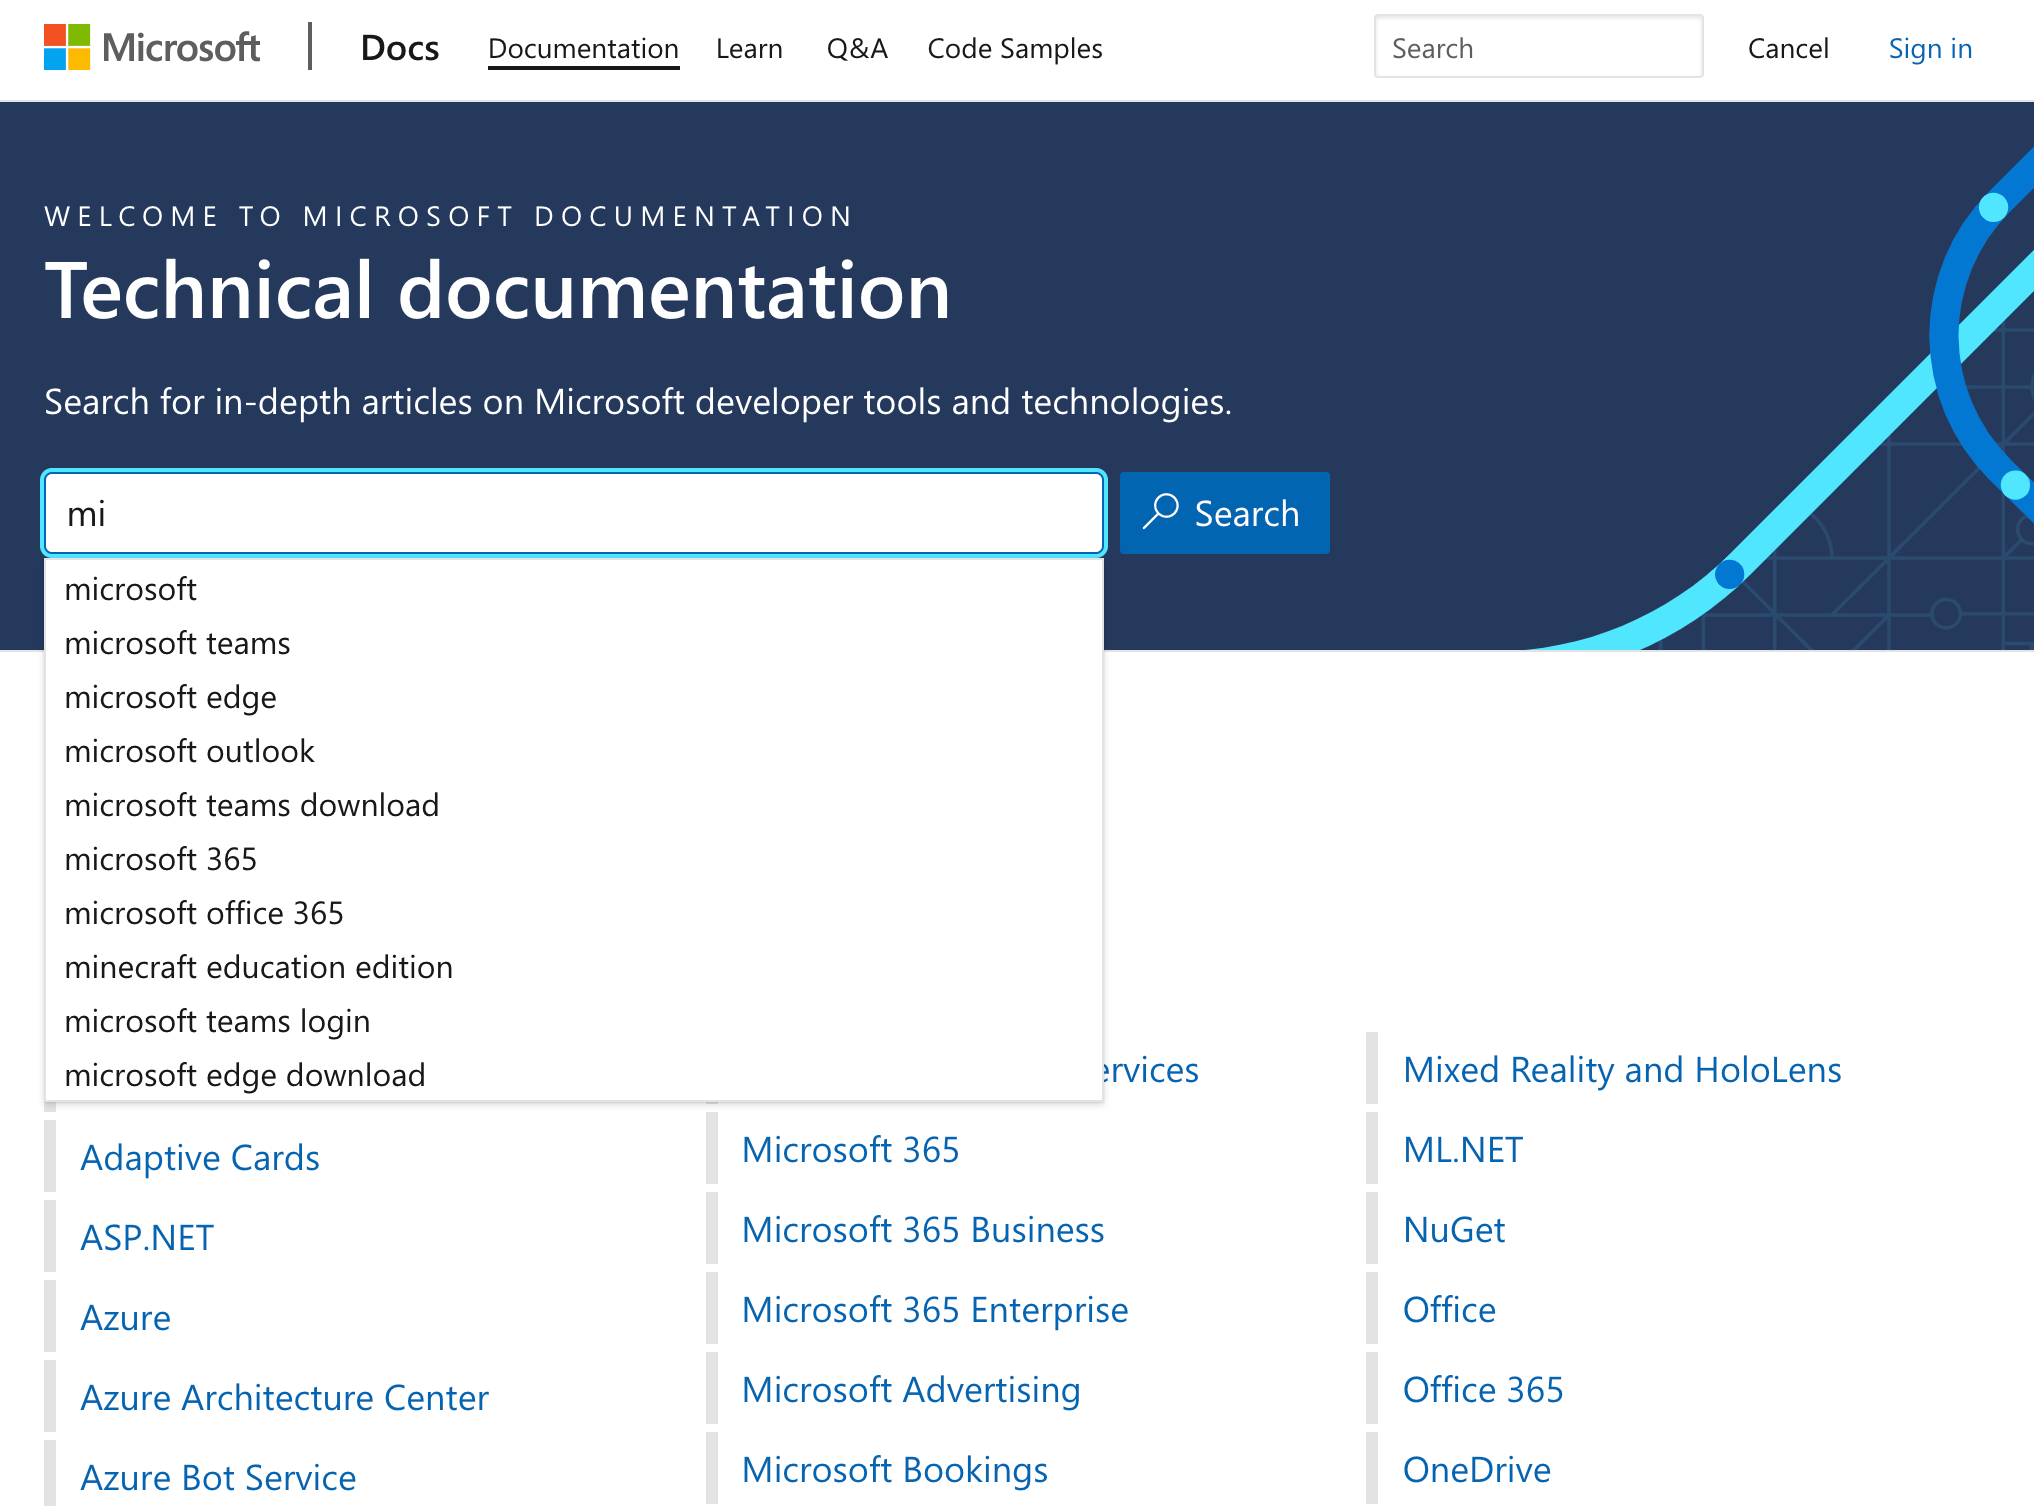 Microsoft | Docs Documentation Learn Q&A Code Samples Search Cancel Sign in
WELCOME TO MICROSOFT DOCUMENTATION
Technical documentation
Search for in-depth articles on Microsoft developer tools and technologies.
mi Search
microsoft
microsoft teams
microsoft edge
microsoft outlook
microsoft teams download
microsoft 365
microsoft office 365
minecraft education edition
microsoft teams login
microsoft edge download
Adaptive Cards
ASP.NET
Azure
Azure Architecture Center
Azure Bot Service
ervices
Microsoft 365
Microsoft 365 Business
Microsoft 365 Enterprise
Microsoft Advertising
Microsoft Bookings
Mixed Reality and HoloLens
ML.NET
NuGet
Office
Office 365
OneDrive